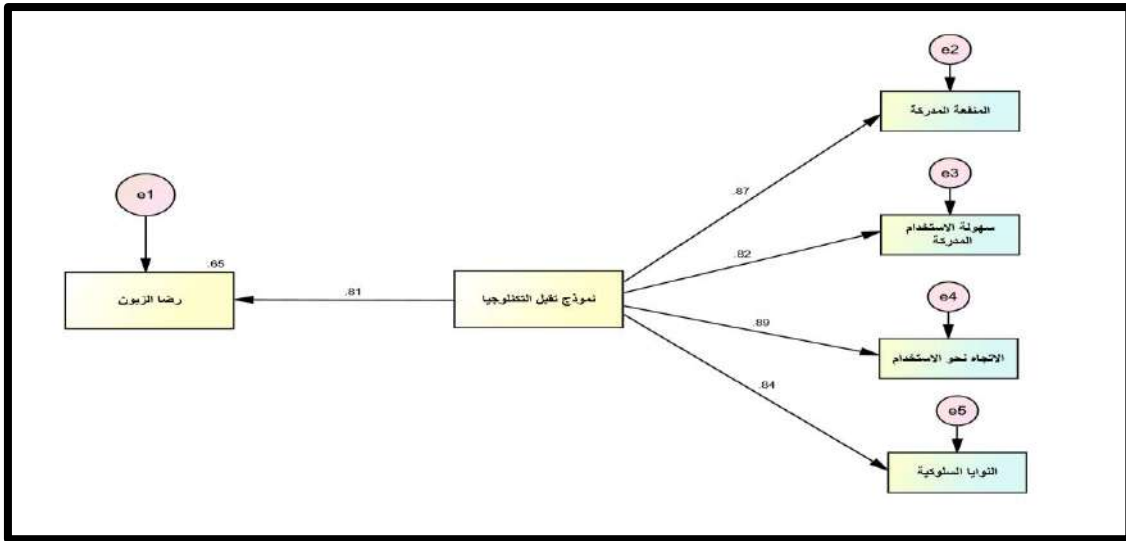 e2
المنفعة المدركة
e3
سهولة الاستخدام
المدركة
e4
الاتجاه نحو الاستخدام
e5
النوايا السلوكية
.87
.82
.89
.84
نموذج تقبل التكنلوجيا
.81
e1
.65
رضا الزبون